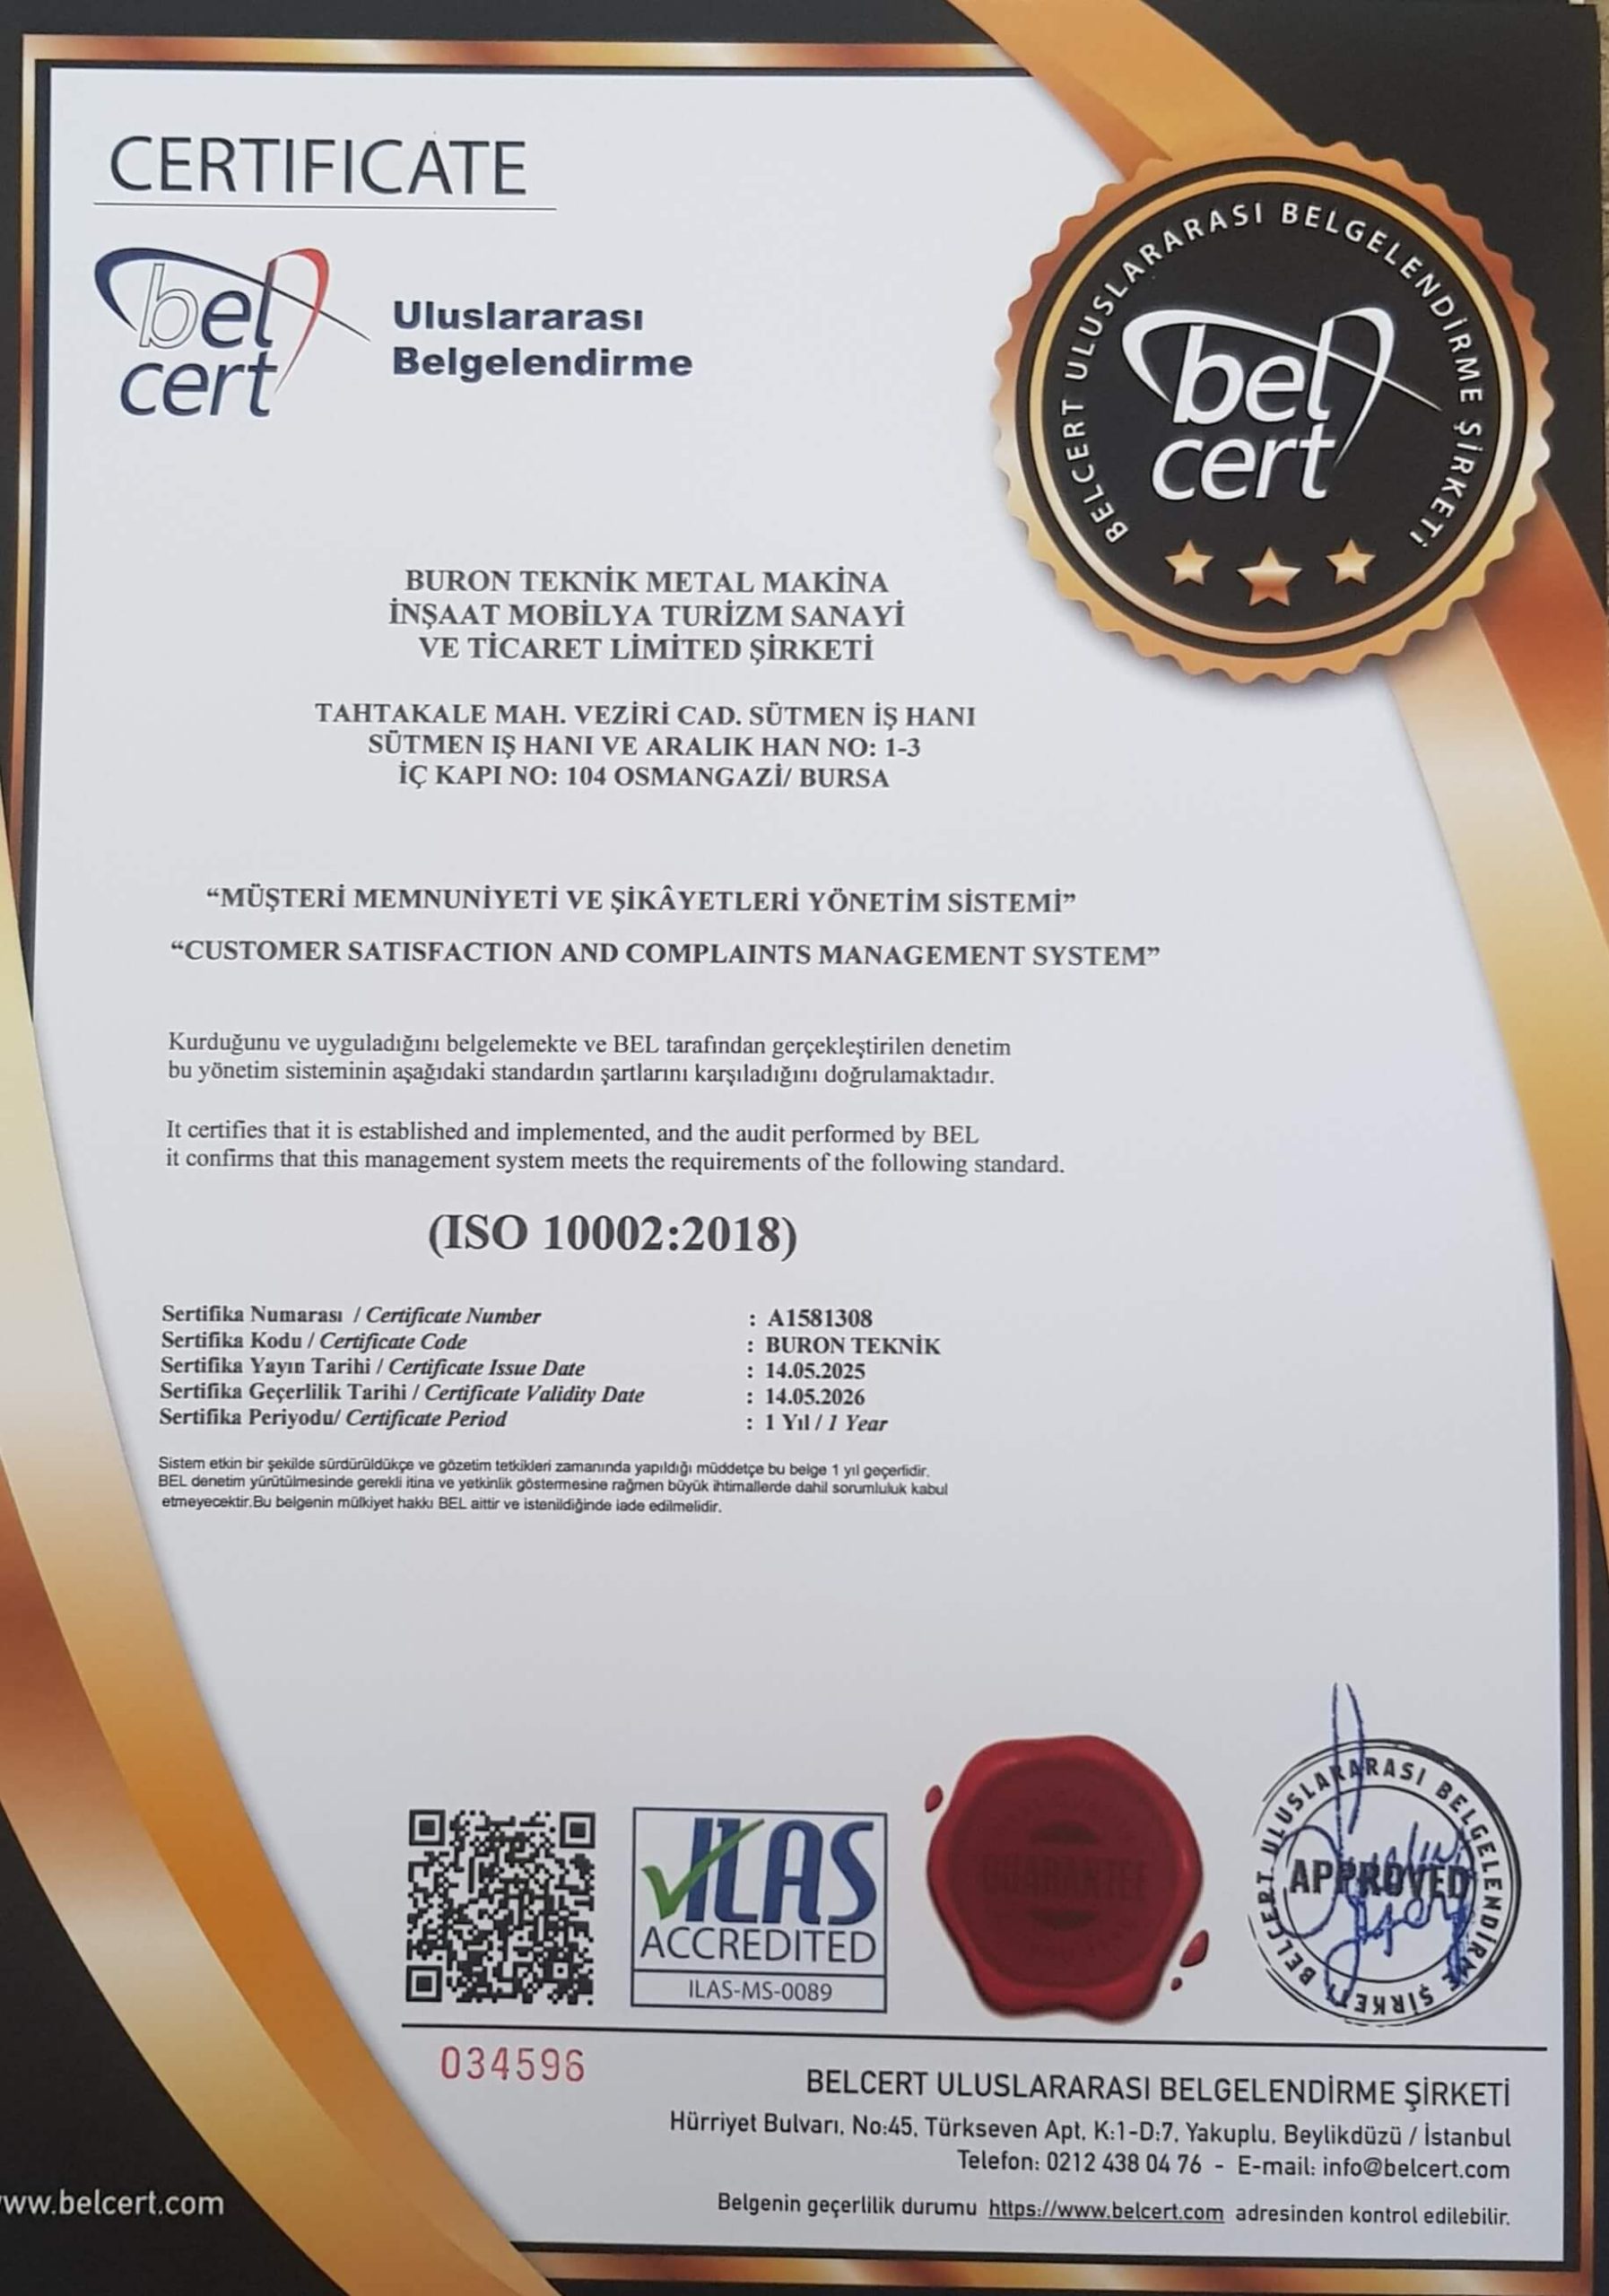 CERTIFICATE
bel
cert
Uluslararası
Belgelendirme
BELCERT ULUSLARARASI BELGELENDİRME ŞİRKETİ
bel
cert
BURON TEKNİK METAL MAKİNA
İNŞAAT MOBİLYA TURİZM SANAYİ
VE TİCARET LİMİTED ŞİRKETİ
TAHTAKALE MAH. VEZİRİ CAD. SÜTMEN İŞ HANI
SÜTMEN IŞ HANI VE ARALIK HAN NO: 1-3
İÇ KAPI NO: 104 OSMANGAZİ/ BURSA
“MÜŞTERİ MEMNUNİYETİ VE ŞİKÂYETLERİ YÖNETİM SİSTEMİ”
“CUSTOMER SATISFACTION AND COMPLAINTS MANAGEMENT SYSTEM”
Kurduğunu ve uyguladığını belgelemekte ve BEL tarafından gerçekleştirilen denetim
bu yönetim sisteminin aşağıdaki standardın şartlarını karşıladığını doğrulamaktadır.
It certifies that it is established and implemented, and the audit performed by BEL
it confirms that this management system meets the requirements of the following standard.
(ISO 10002:2018)
Sertifika Numarası / Certificate Number : A1581308
Sertifika Kodu / Certificate Code : BURON TEKNİK
Sertifika Yayın Tarihi / Certificate Issue Date : 14.05.2025
Sertifika Geçerlilik Tarihi / Certificate Validity Date : 14.05.2026
Sertifika Periyodu/ Certificate Period : 1 Yıl / 1 Year
Sistem etkin bir şekilde sürdürüldükçe ve gözetim tetkikleri zamanında yapıldığı müddetçe bu belge 1 yıl geçerlidir.
BEL denetim yürütülmesinde gerekli itina ve yetkinlik göstermesine rağmen büyük ihtimallerde dahil sorumluluk kabul
etmeyecektir.Bu belgenin mülkiyet hakkı BEL aittir ve istenildiğinde iade edilmelidir.
ILAS
ACCREDITED
ILAS-MS-0089
GUARANTEE
BELCERT ULUSLARARASI BELGELENDİRME ŞİRKETİ
APPROVED
034596
BELCERT ULUSLARARASI BELGELENDİRME ŞİRKETİ
Hürriyet Bulvarı, No:45, Türkseven Apt, K:1-D:7, Yakuplu, Beylikdüzü / İstanbul
Telefon: 0212 438 04 76 - E-mail: info@belcert.com
Belgenin geçerlilik durumu https://www.belcert.com adresinden kontrol edilebilir.
ww.belcert.com